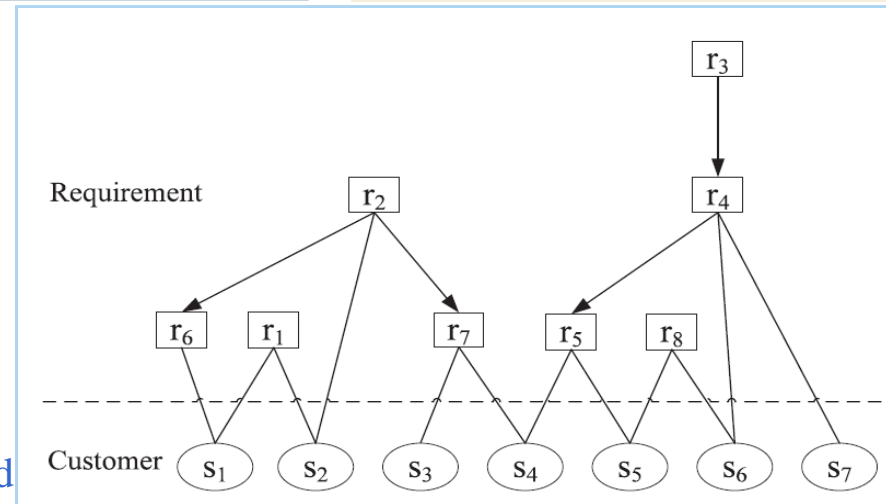 r3
Requirement
r2
r4
r6
r1
r7
r5
r8
d
Customer
s1
s2
s3
s4
s5
s6
s7